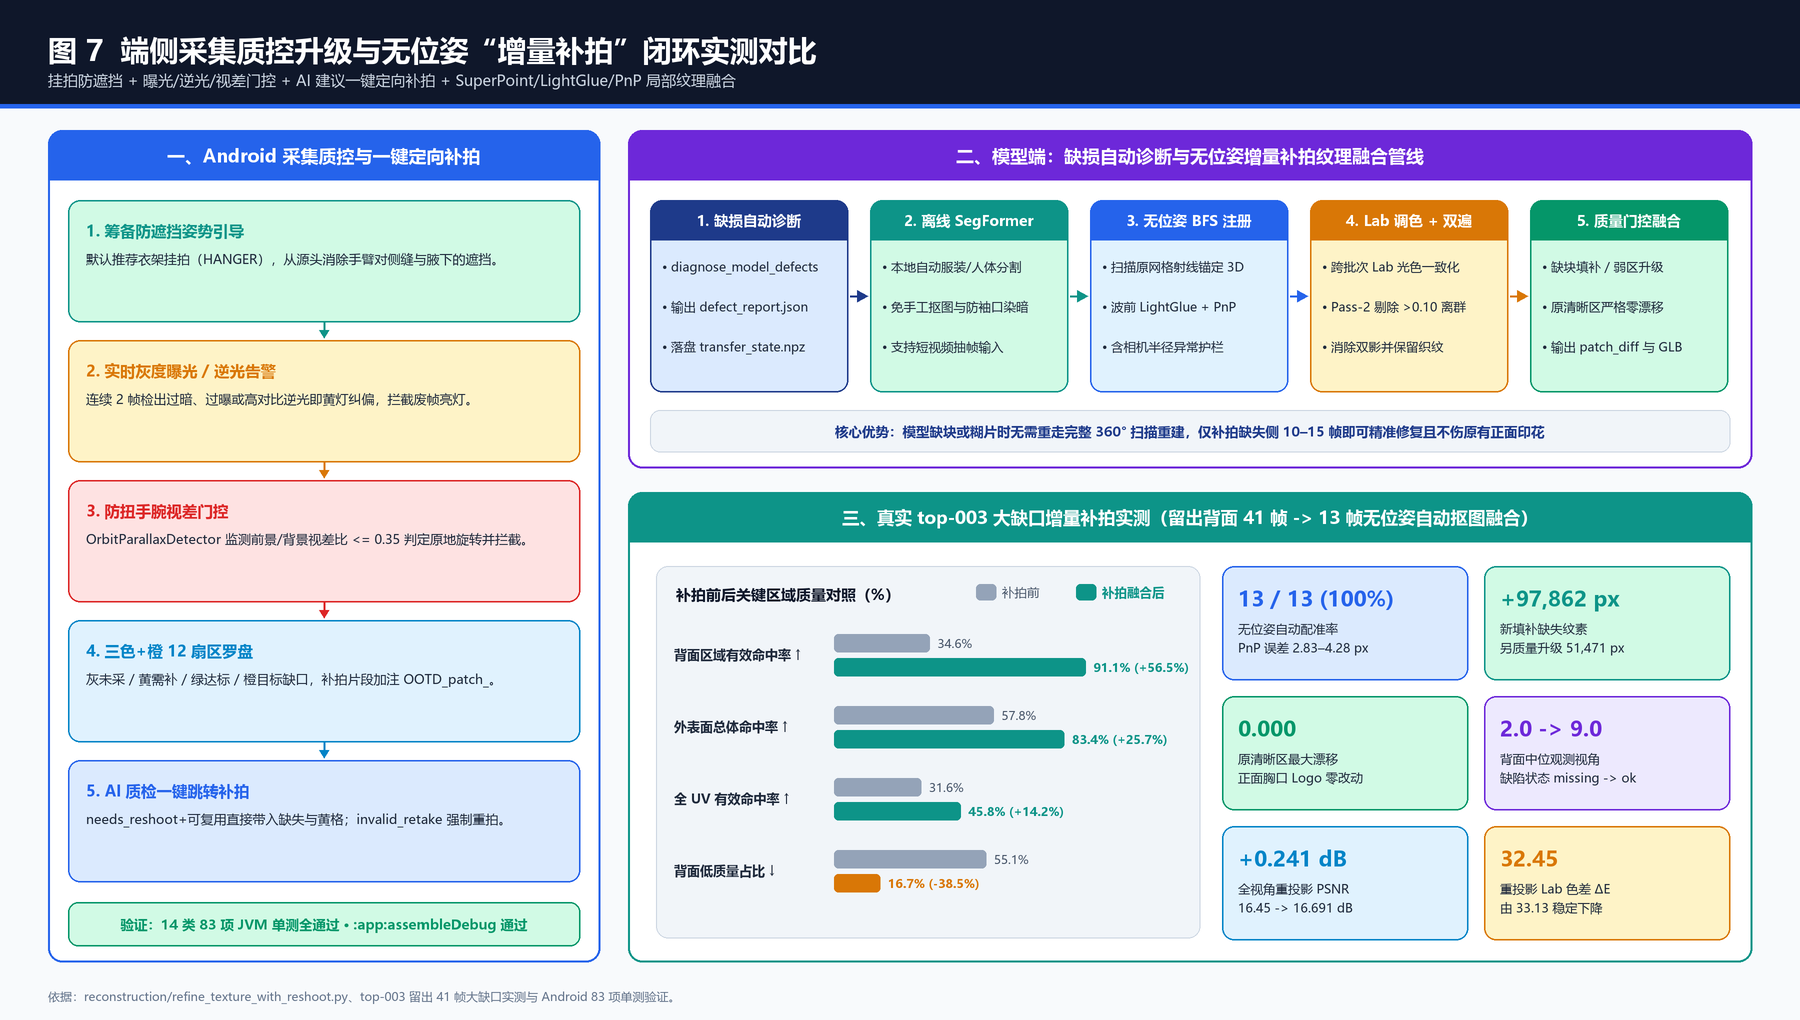 图 7 端侧采集质控升级与无位姿“增量补拍”闭环实测对比
挂拍防遮挡 + 曝光/逆光/视差门控 + AI 建议一键定向补拍 + SuperPoint/LightGlue/PnP 局部纹理融合
一、Android 采集质控与一键定向补拍
1. 筹备防遮挡姿势引导
默认推荐衣架挂拍（HANGER），从源头消除手臂对侧缝与腋下的遮挡。
2. 实时灰度曝光 / 逆光告警
连续 2 帧检出过暗、过曝或高对比逆光即黄灯纠偏，拦截废帧亮灯。
3. 防扭手腕视差门控
OrbitParallaxDetector 监测前景/背景视差比 <= 0.35 判定原地旋转并拦截。
4. 三色+橙 12 扇区罗盘
灰未采 / 黄需补 / 绿达标 / 橙目标缺口，补拍片段加注 OOTD_patch_。
5. AI 质检一键跳转补拍
needs_reshoot+可复用直接带入缺失与黄格；invalid_retake 强制重拍。
验证：14 类 83 项 JVM 单测全通过 • :app:assembleDebug 通过
二、模型端：缺损自动诊断与无位姿增量补拍纹理融合管线
1. 缺损自动诊断
• diagnose_model_defects
• 输出 defect_report.json
• 落盘 transfer_state.npz
2. 离线 SegFormer
• 本地自动服装/人体分割
• 免手工抠图与防袖口染暗
• 支持短视频抽帧输入
3. 无位姿 BFS 注册
• 扫描原网格射线锚定 3D
• 波前 LightGlue + PnP
• 含相机半径异常护栏
4. Lab 调色 + 双遍
• 跨批次 Lab 光色一致化
• Pass-2 剔除 >0.10 离群
• 消除双影并保留织纹
5. 质量门控融合
• 缺块填补 / 弱区升级
• 原清晰区严格零漂移
• 输出 patch_diff 与 GLB
核心优势：模型缺块或糊片时无需重走完整 360° 扫描重建，仅补拍缺失侧 10–15 帧即可精准修复且不伤原有正面印花
三、真实 top-003 大缺口增量补拍实测（留出背面 41 帧 -> 13 帧无位姿自动抠图融合）
补拍前后关键区域质量对照（%）
补拍前
补拍融合后
背面区域有效命中率 ↑
34.6%
91.1% (+56.5%)
外表面总体命中率 ↑
57.8%
83.4% (+25.7%)
全 UV 有效命中率 ↑
31.6%
45.8% (+14.2%)
背面低质量占比 ↓
55.1%
16.7% (-38.5%)
13 / 13 (100%)
无位姿自动配准率
PnP 误差 2.83–4.28 px
+97,862 px
新填补缺失纹素
另质量升级 51,471 px
0.000
原清晰区最大漂移
正面胸口 Logo 零改动
2.0 -> 9.0
背面中位观测视角
缺陷状态 missing -> ok
+0.241 dB
全视角重投影 PSNR
16.45 -> 16.691 dB
32.45
重投影 Lab 色差 ΔE
由 33.13 稳定下降
依据：reconstruction/refine_texture_with_reshoot.py、top-003 留出 41 帧大缺口实测与 Android 83 项单测验证。